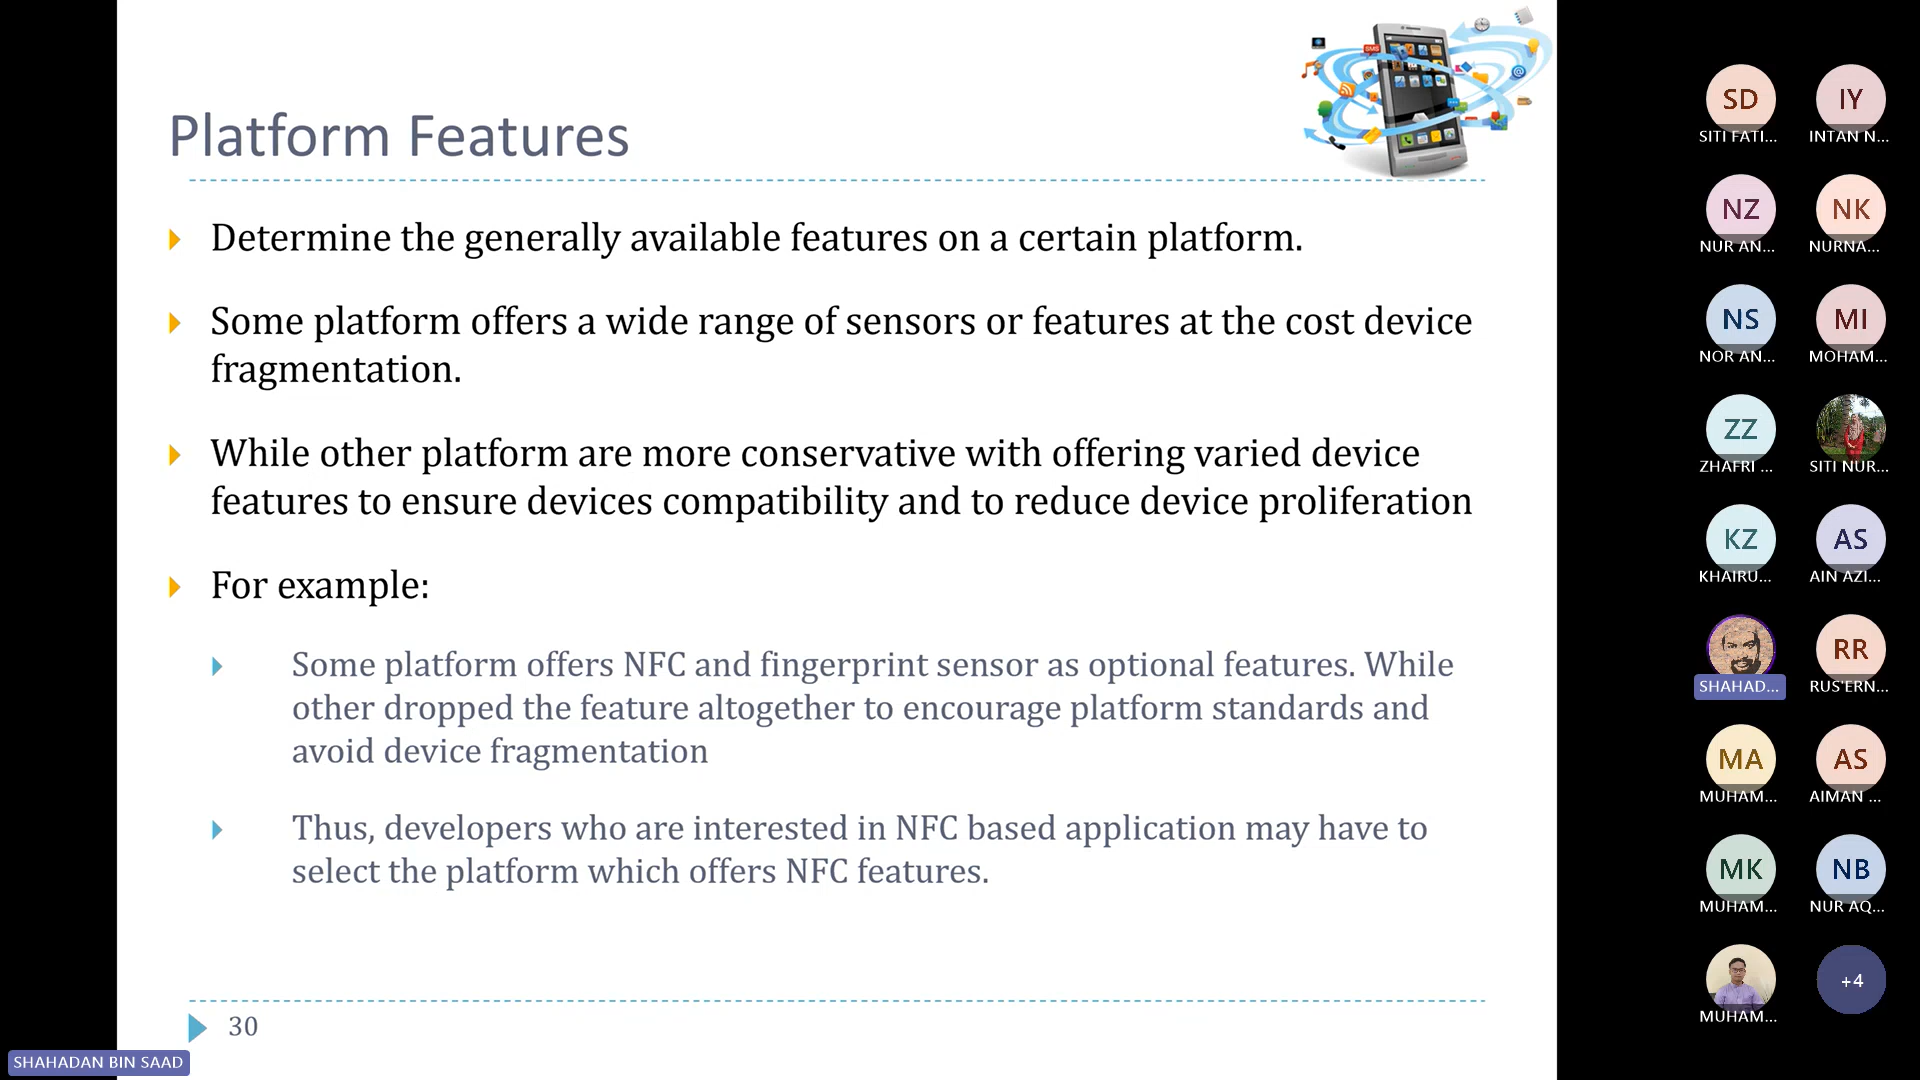 Platform Features
Determine the generally available features on a certain platform.
Some platform offers a wide range of sensors or features at the cost device
fragmentation.
While other platform are more conservative with offering varied device
features to ensure devices compatibility and to reduce device proliferation
For example:
Some platform offers NFC and fingerprint sensor as optional features. While
other dropped the feature altogether to encourage platform standards and
avoid device fragmentation
Thus, developers who are interested in NFC based application may have to
select the platform which offers NFC features.
30
SHAHADAN BIN SAAD
SD
SITI FATI...
IY
INTAN N...
NZ
NUR AN...
NK
NURNA...
NS
NOR AN...
MI
MOHAM...
ZZ
ZHAFRI ...
SITI NUR...
KZ
KHAIRU...
AS
AIN AZI...
SHAHAD...
RR
RUS'ERN...
MA
MUHAM...
AS
AIMAN ...
MK
MUHAM...
NB
NUR AQ...
MUHAM...
+4
SMS